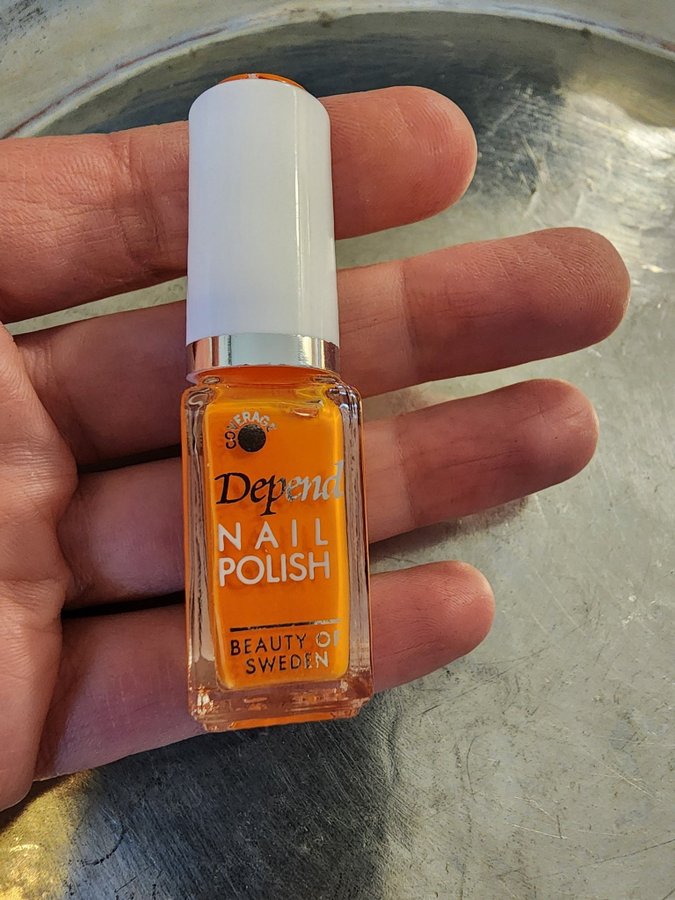 COVERAGE
Depend
NAIL
POLISH
BEAUTY OF
SWEDEN